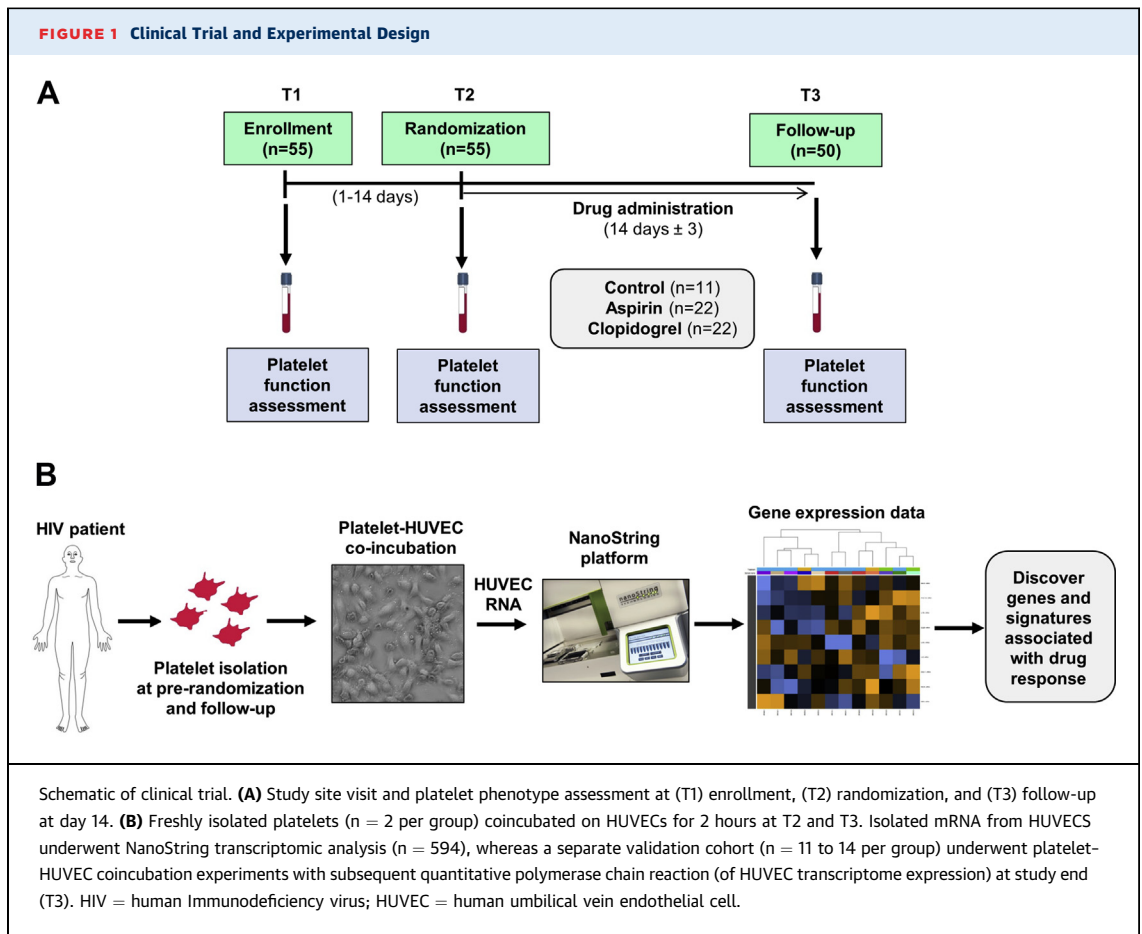 FIGURE 1 Clinical Trial and Experimental Design
A
T1
T2
T3
Enrollment
(n=55)
Randomization
(n=55)
Follow-up
(n=50)
(1-14 days)
Drug administration
(14 days ± 3)
Control (n=11)
Aspirin (n=22)
Clopidogrel (n=22)
Platelet
function
assessment
Platelet
function
assessment
Platelet
function
assessment
B
HIV patient
Platelet isolation
at pre-randomization
and follow-up
Platelet-HUVEC
co-incubation
HUVEC
RNA
NanoString
platform
nanoString
Gene expression data
Discover
genes and
signatures
associated
with drug
response
Schematic of clinical trial. (A) Study site visit and platelet phenotype assessment at (T1) enrollment, (T2) randomization, and (T3) follow-up
at day 14. (B) Freshly isolated platelets (n = 2 per group) coincubated on HUVECs for 2 hours at T2 and T3. Isolated mRNA from HUVECS
underwent NanoString transcriptomic analysis (n = 594), whereas a separate validation cohort (n = 11 to 14 per group) underwent platelet-
HUVEC coincubation experiments with subsequent quantitative polymerase chain reaction (of HUVEC transcriptome expression) at study end
(T3). HIV = human Immunodeficiency virus; HUVEC = human umbilical vein endothelial cell.